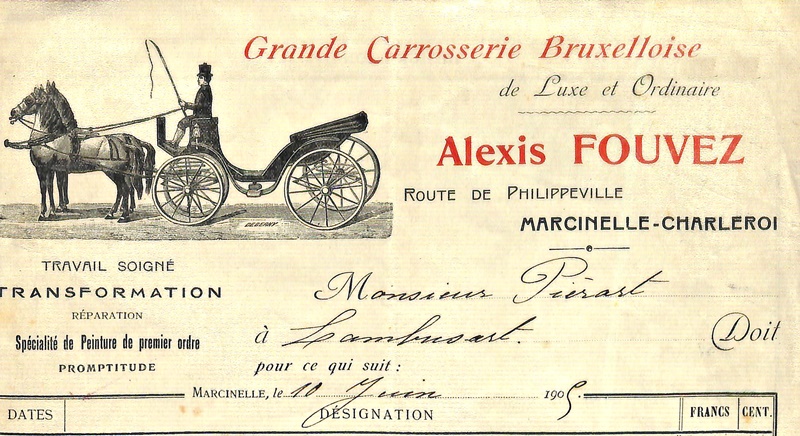 Grande Carrosserie Bruxelloise
de Luxe et Ordinaire
Alexis FOUVEZ
ROUTE DE PHILIPPEVILLE
MARCINELLE-CHARLEROI
TRAVAIL SOIGNÉ
TRANSFORMATION
RÉPARATION
Spécialité de Peinture de premier ordre
PROMPTITUDE
Monsieur Piérart
à Lambusart. Doit
pour ce qui suit :
MARCINELLE, le 10 Juin 1905
DATES DÉSIGNATION FRANCS CENT.